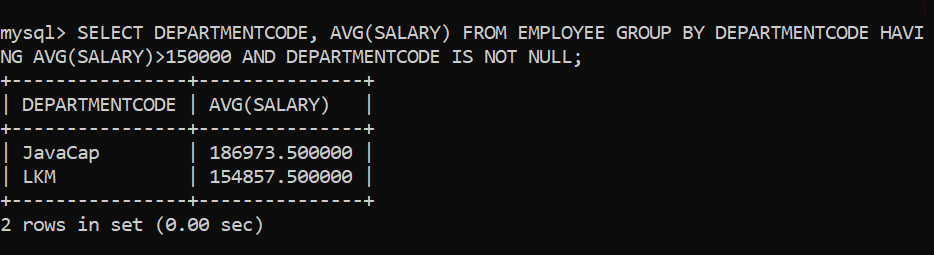 mysql> SELECT DEPARTMENTCODE, AVG(SALARY) FROM EMPLOYEE GROUP BY DEPARTMENTCODE HAVI
NG AVG(SALARY)>150000 AND DEPARTMENTCODE IS NOT NULL;
+----------------+---------------+
| DEPARTMENTCODE | AVG(SALARY)   |
+----------------+---------------+
| JavaCap        | 186973.500000 |
| LKM            | 154857.500000 |
+----------------+---------------+
2 rows in set (0.00 sec)